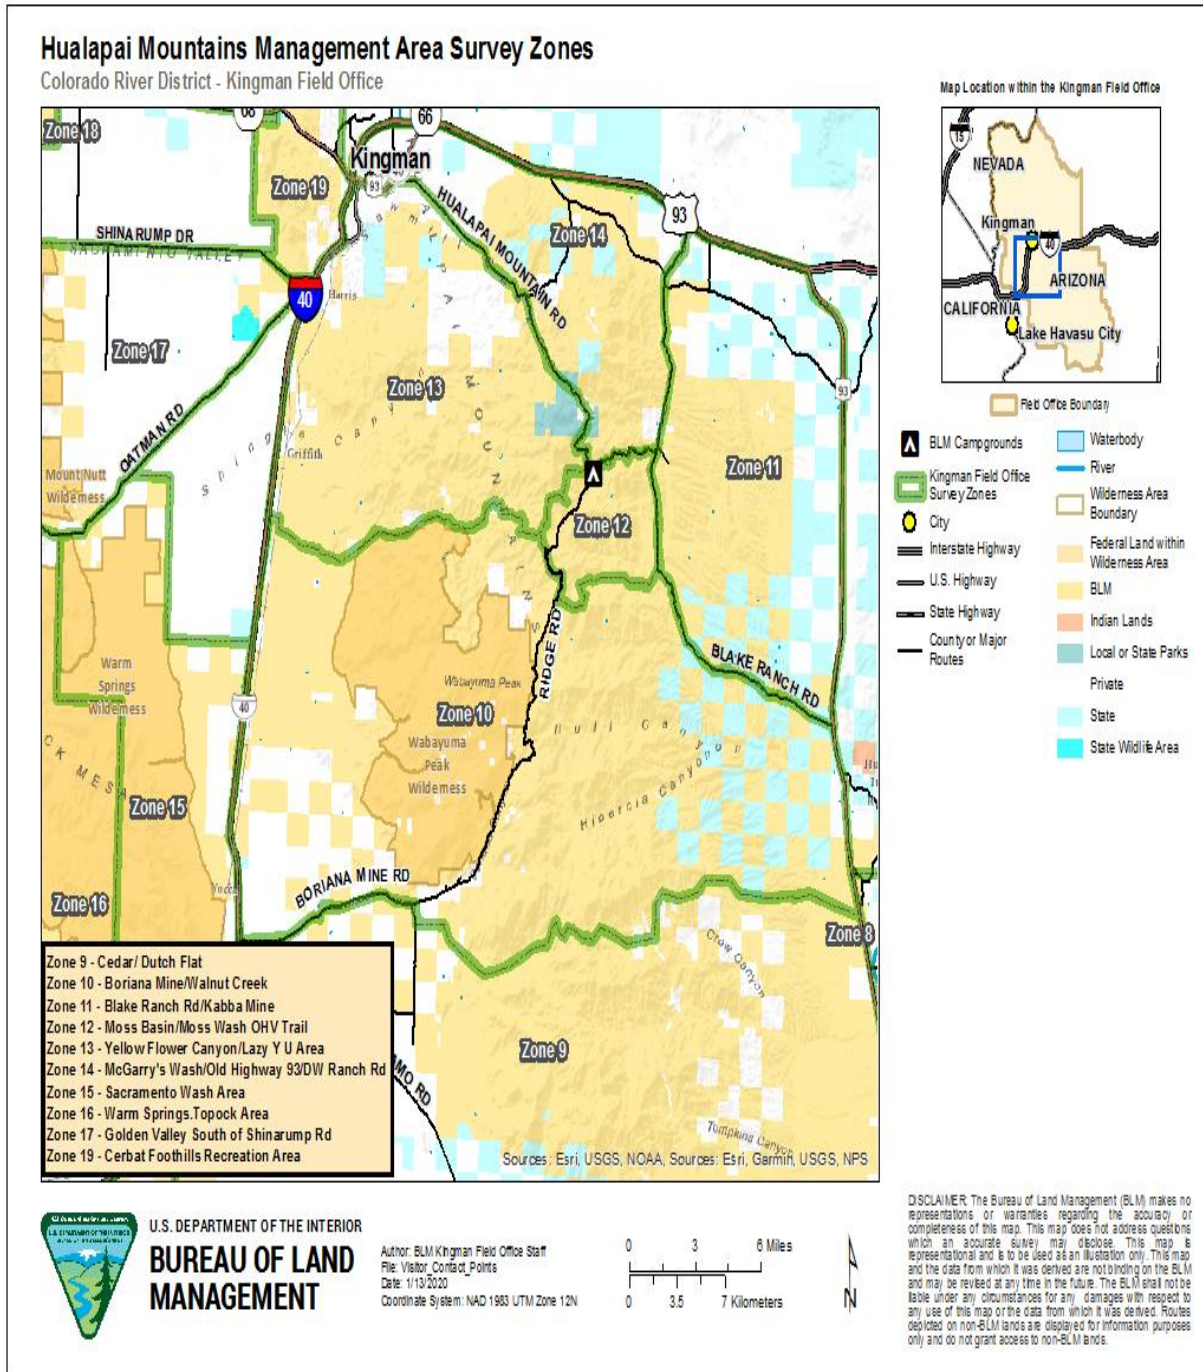 Hualapai Mountains Management Area Survey Zones
Colorado River District - Kingman Field Office
Map Location within the Kingman Field Office
15
NEVADA
Kingman
40
ARIZONA
CALIFORNIA
Lake Havasu City
Field Office Boundary
BLM Campgrounds
Kingman Field Office
Survey Zones
City
Interstate Highway
U.S. Highway
State Highway
County or Major
Routes
Waterbody
River
Wilderness Area
Boundary
Federal Land within
Wilderness Area
BLM
Indian Lands
Local or State Parks
Private
State
State Wildlife Area
Zone 18
68
66
Kingman
Zone 19
93
40
HUALAPAI MOUNTAIN RD
Zone 14
93
SHINARUMP DR
SACRAMENTO VALLEY
40
Harris
Zone 17
Zone 13
MOUNTAINS
93
OATMAN RD
Shingle Canyon
Griffith
Mount Nutt
Wilderness
Zone 11
Zone 12
RIDGE RD
BLAKE RANCH RD
Warm
Springs
Wilderness
Wabayuma Peak
Zone 10
40
Wabayuma
Peak
Wilderness
Bull Canyon
Hibernia Canyon
CK MESA
Zone 15
Yucca
BORIANA MINE RD
Zone 16
Zone 8
Craw Canyon
Zone 9
AMO RD
Tompkins Canyon
Sources: Esri, USGS, NOAA, Sources: Esri, Garmin, USGS, NPS
Zone 9 - Cedar/ Dutch Flat
Zone 10 - Boriana Mine/Walnut Creek
Zone 11 - Blake Ranch Rd/Kabba Mine
Zone 12 - Moss Basin/Moss Wash OHV Trail
Zone 13 - Yellow Flower Canyon/Lazy Y U Area
Zone 14 - McGarry's Wash/Old Highway 93/DW Ranch Rd
Zone 15 - Sacramento Wash Area
Zone 16 - Warm Springs.Topock Area
Zone 17 - Golden Valley South of Shinarump Rd
Zone 19 - Cerbat Foothills Recreation Area
U.S. DEPARTMENT OF THE INTERIOR
BUREAU OF LAND
MANAGEMENT
Author: BLM Kingman Field Office Staff
File: Visitor_Contact_Points
Date: 1/13/2020
Coordinate System: NAD 1983 UTM Zone 12N
0 3 6 Miles
0 3.5 7 Kilometers
N
DISCLAIMER: The Bureau of Land Management (BLM) makes no
representations or warranties regarding the accuracy or
completeness of this map. This map does not address questions
which an accurate survey may disclose. This map is
representational and is to be used as an illustration only. This map
and the data from which it was derived are not binding on the BLM
and may be revised at any time in the future. The BLM shall not be
liable under any circumstances for any damages with respect to
any use of this map or the data from which it was derived. Routes
depicted on non-BLM lands are displayed for information purposes
only and do not grant access to non-BLM lands.